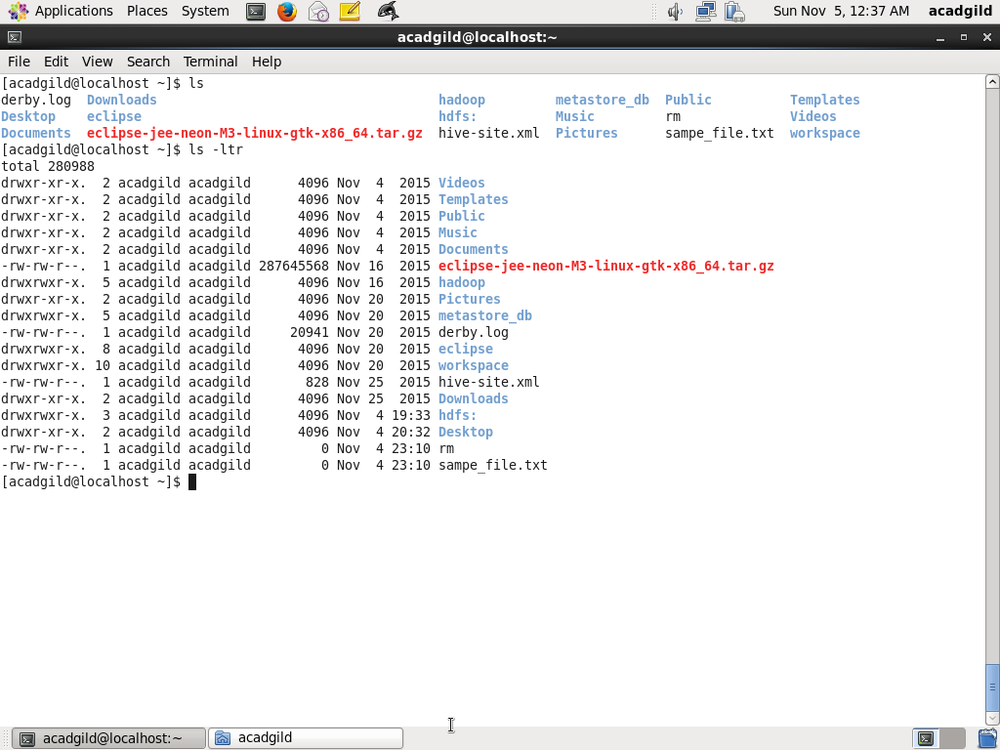 Applications Places System Sun Nov 5, 12:37 AM acadgild
acadgild@localhost:~
File Edit View Search Terminal Help
[acadgild@localhost ~]$ ls
derby.log Downloads hadoop metastore_db Public Templates
Desktop eclipse hdfs: Music rm Videos
Documents eclipse-jee-neon-M3-linux-gtk-x86_64.tar.gz hive-site.xml Pictures sampe_file.txt workspace
[acadgild@localhost ~]$ ls -ltr
total 280988
drwxr-xr-x. 2 acadgild acadgild 4096 Nov 4 2015 Videos
drwxr-xr-x. 2 acadgild acadgild 4096 Nov 4 2015 Templates
drwxr-xr-x. 2 acadgild acadgild 4096 Nov 4 2015 Public
drwxr-xr-x. 2 acadgild acadgild 4096 Nov 4 2015 Music
drwxr-xr-x. 2 acadgild acadgild 4096 Nov 4 2015 Documents
-rw-rw-r--. 1 acadgild acadgild 287645568 Nov 16 2015 eclipse-jee-neon-M3-linux-gtk-x86_64.tar.gz
drwxrwxr-x. 5 acadgild acadgild 4096 Nov 16 2015 hadoop
drwxr-xr-x. 2 acadgild acadgild 4096 Nov 20 2015 Pictures
drwxrwxr-x. 5 acadgild acadgild 4096 Nov 20 2015 metastore_db
-rw-rw-r--. 1 acadgild acadgild 20941 Nov 20 2015 derby.log
drwxrwxr-x. 8 acadgild acadgild 4096 Nov 20 2015 eclipse
drwxrwxr-x. 10 acadgild acadgild 4096 Nov 20 2015 workspace
-rw-rw-r--. 1 acadgild acadgild 828 Nov 25 2015 hive-site.xml
drwxr-xr-x. 2 acadgild acadgild 4096 Nov 25 2015 Downloads
drwxrwxr-x. 3 acadgild acadgild 4096 Nov 4 19:33 hdfs:
drwxr-xr-x. 2 acadgild acadgild 4096 Nov 4 20:32 Desktop
-rw-rw-r--. 1 acadgild acadgild 0 Nov 4 23:10 rm
-rw-rw-r--. 1 acadgild acadgild 0 Nov 4 23:10 sampe_file.txt
[acadgild@localhost ~]$
acadgild@localhost:~ acadgild